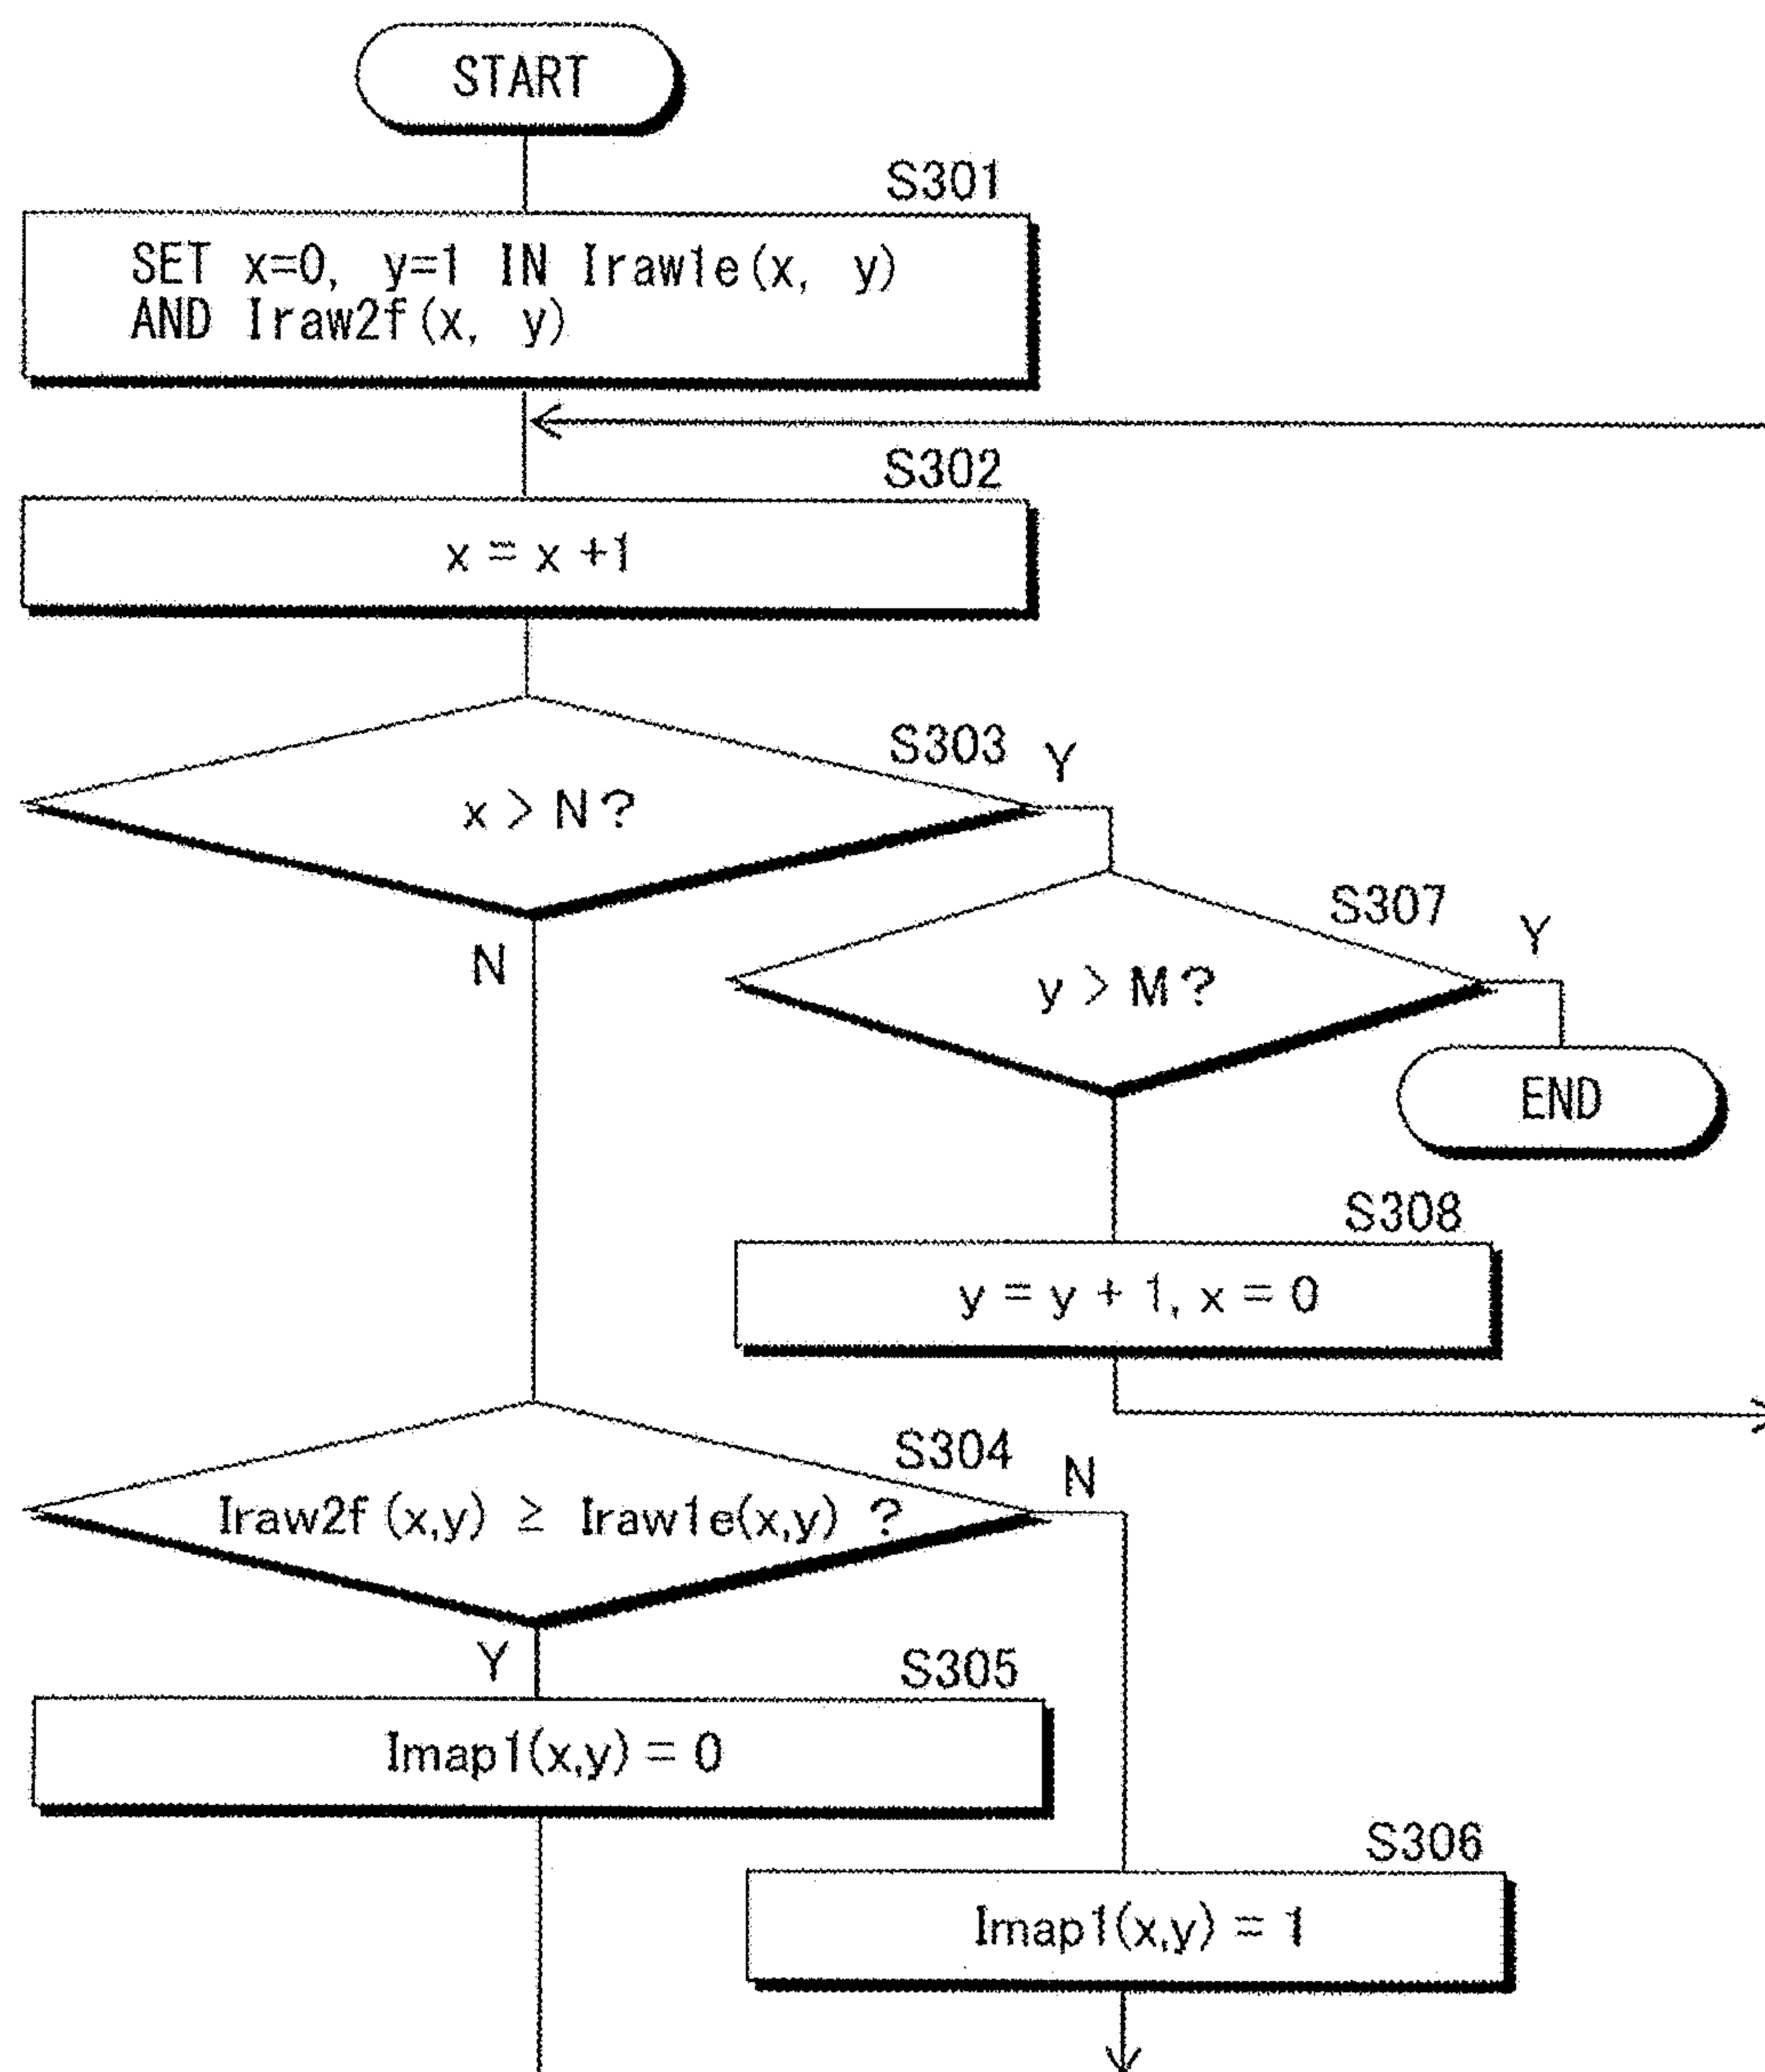 START
S301
SET x=0, y=1 IN Iraw1e(x, y)
AND Iraw2f(x, y)
S302
x = x +1
S303
Y
x > N ?
N
S307
Y
y > M ?
END
S308
y = y + 1, x = 0
S304
N
Iraw2f (x,y) ≥ Iraw1e(x,y) ?
Y
S305
Imap1(x,y) = 0
S306
Imap1(x,y) = 1